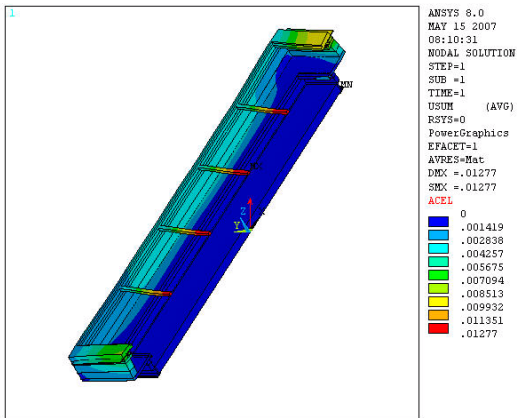 1
ANSYS 8.0
MAY 15 2007
08:10:31
NODAL SOLUTION
STEP=1
SUB =1
TIME=1
USUM (AVG)
RSYS=0
PowerGraphics
EFACET=1
AVRES=Mat
DMX =.01277
SMX =.01277
ACEL
0
.001419
.002838
.004257
.005675
.007094
.008513
.009932
.011351
.01277
MN
Z
Y